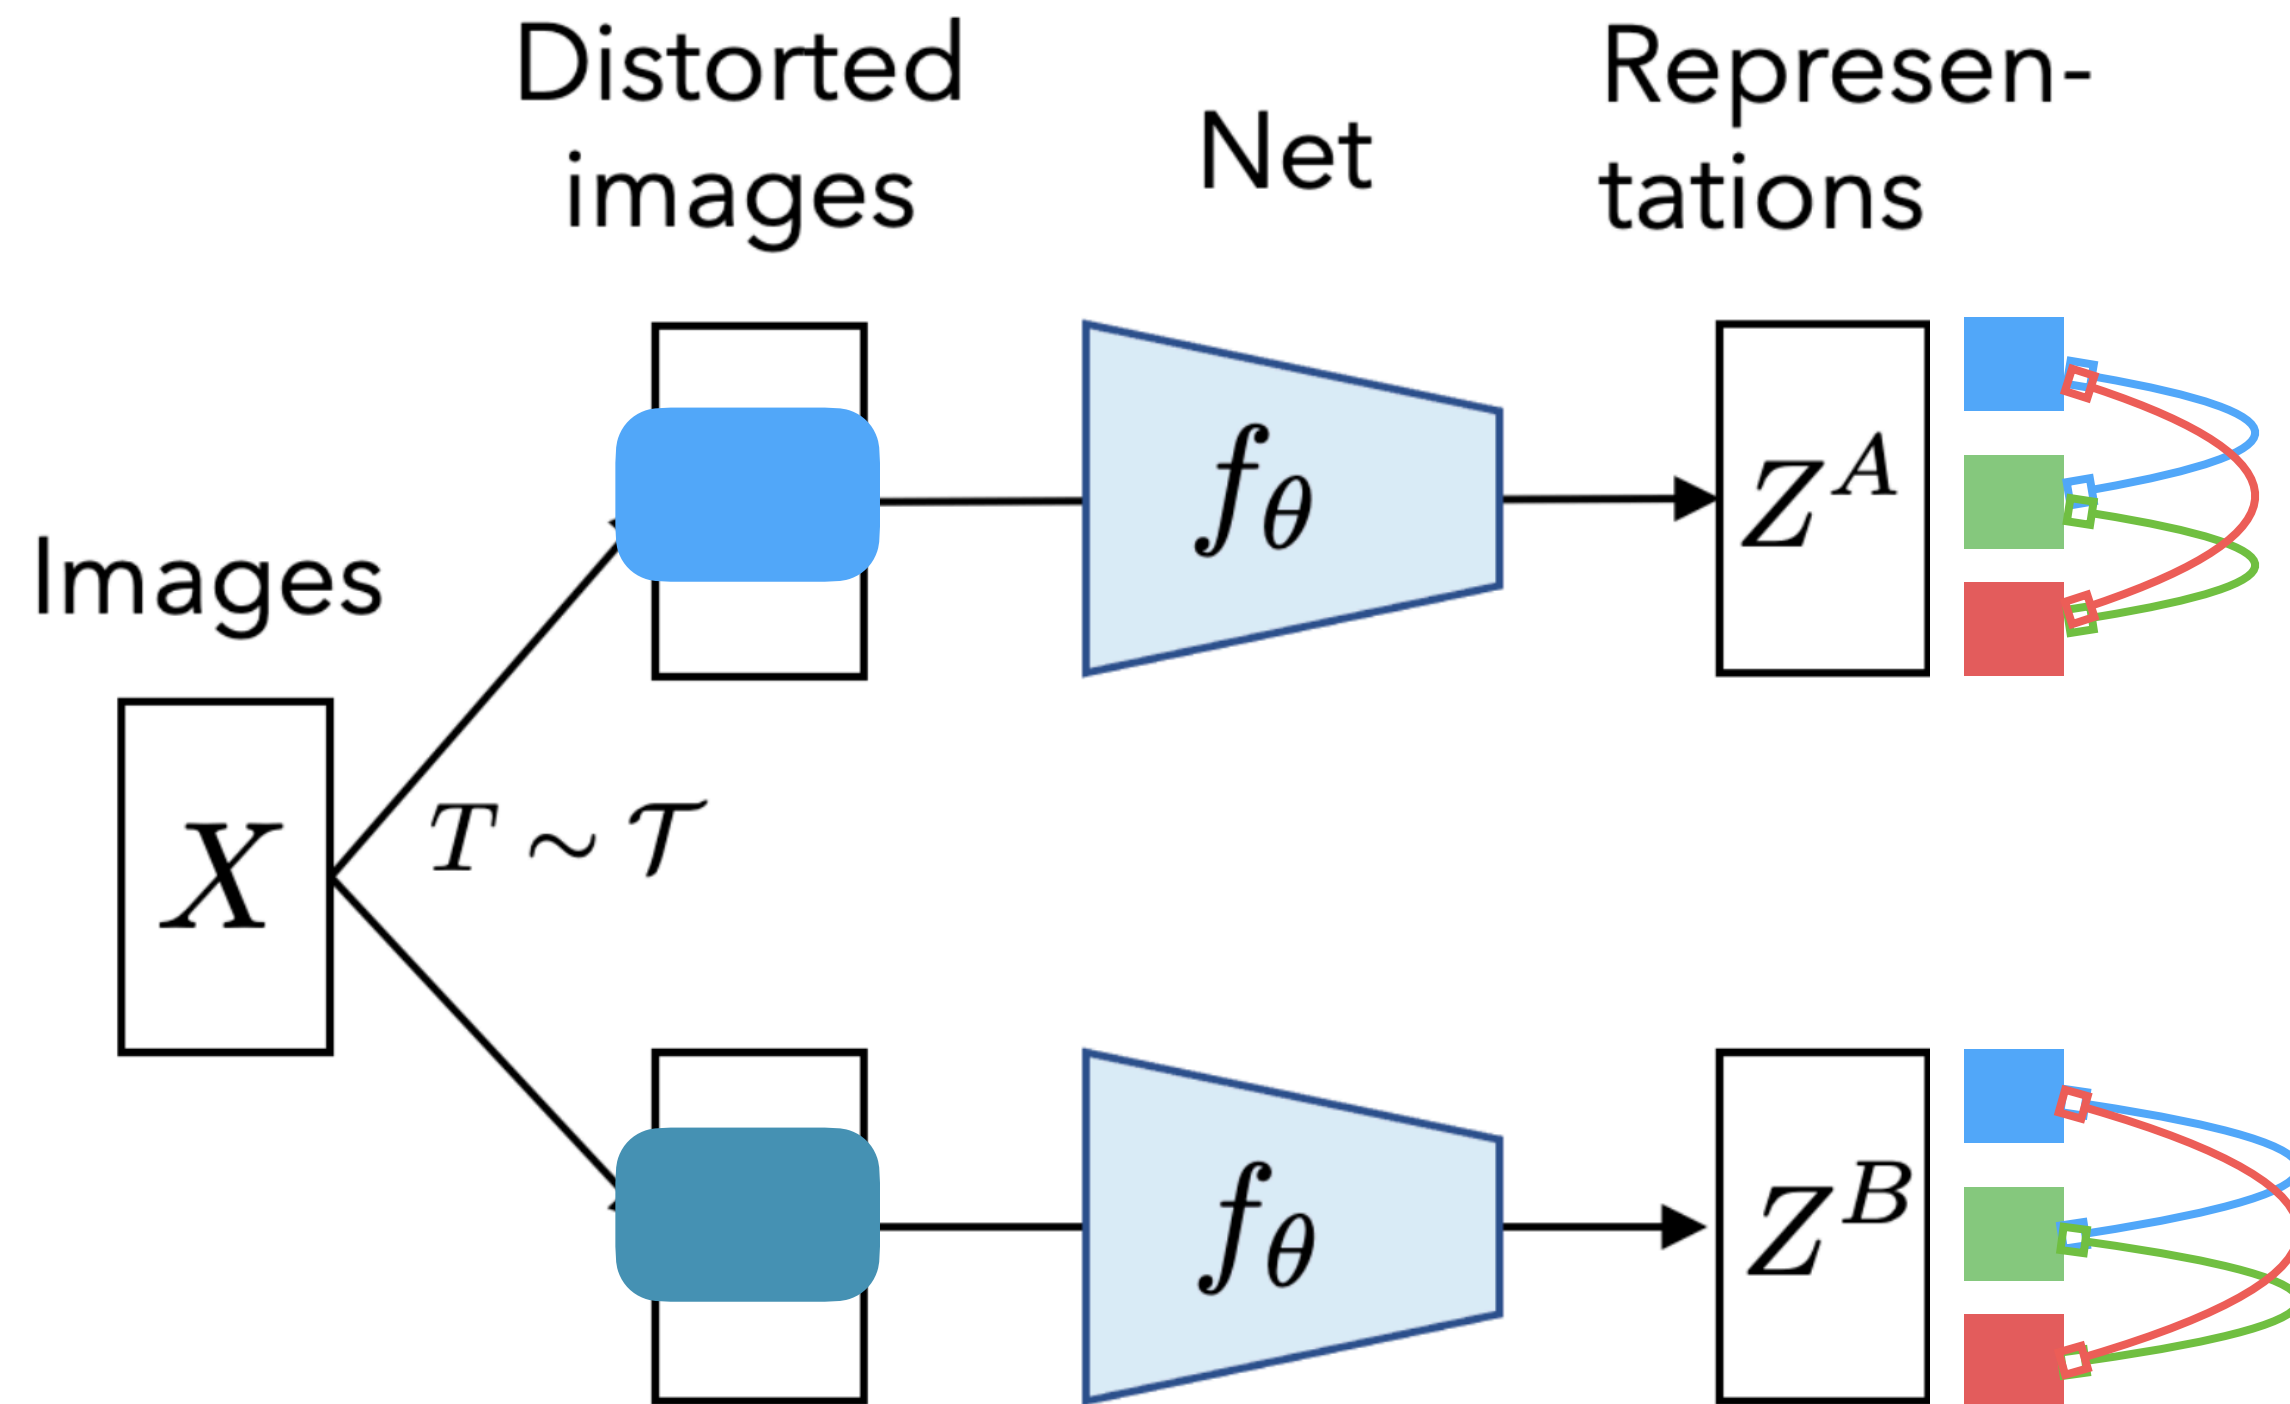 Distorted
images
Net
Represen-
tations
Images
X
T ∼ 𝒯
f_θ
Z^A
f_θ
Z^B